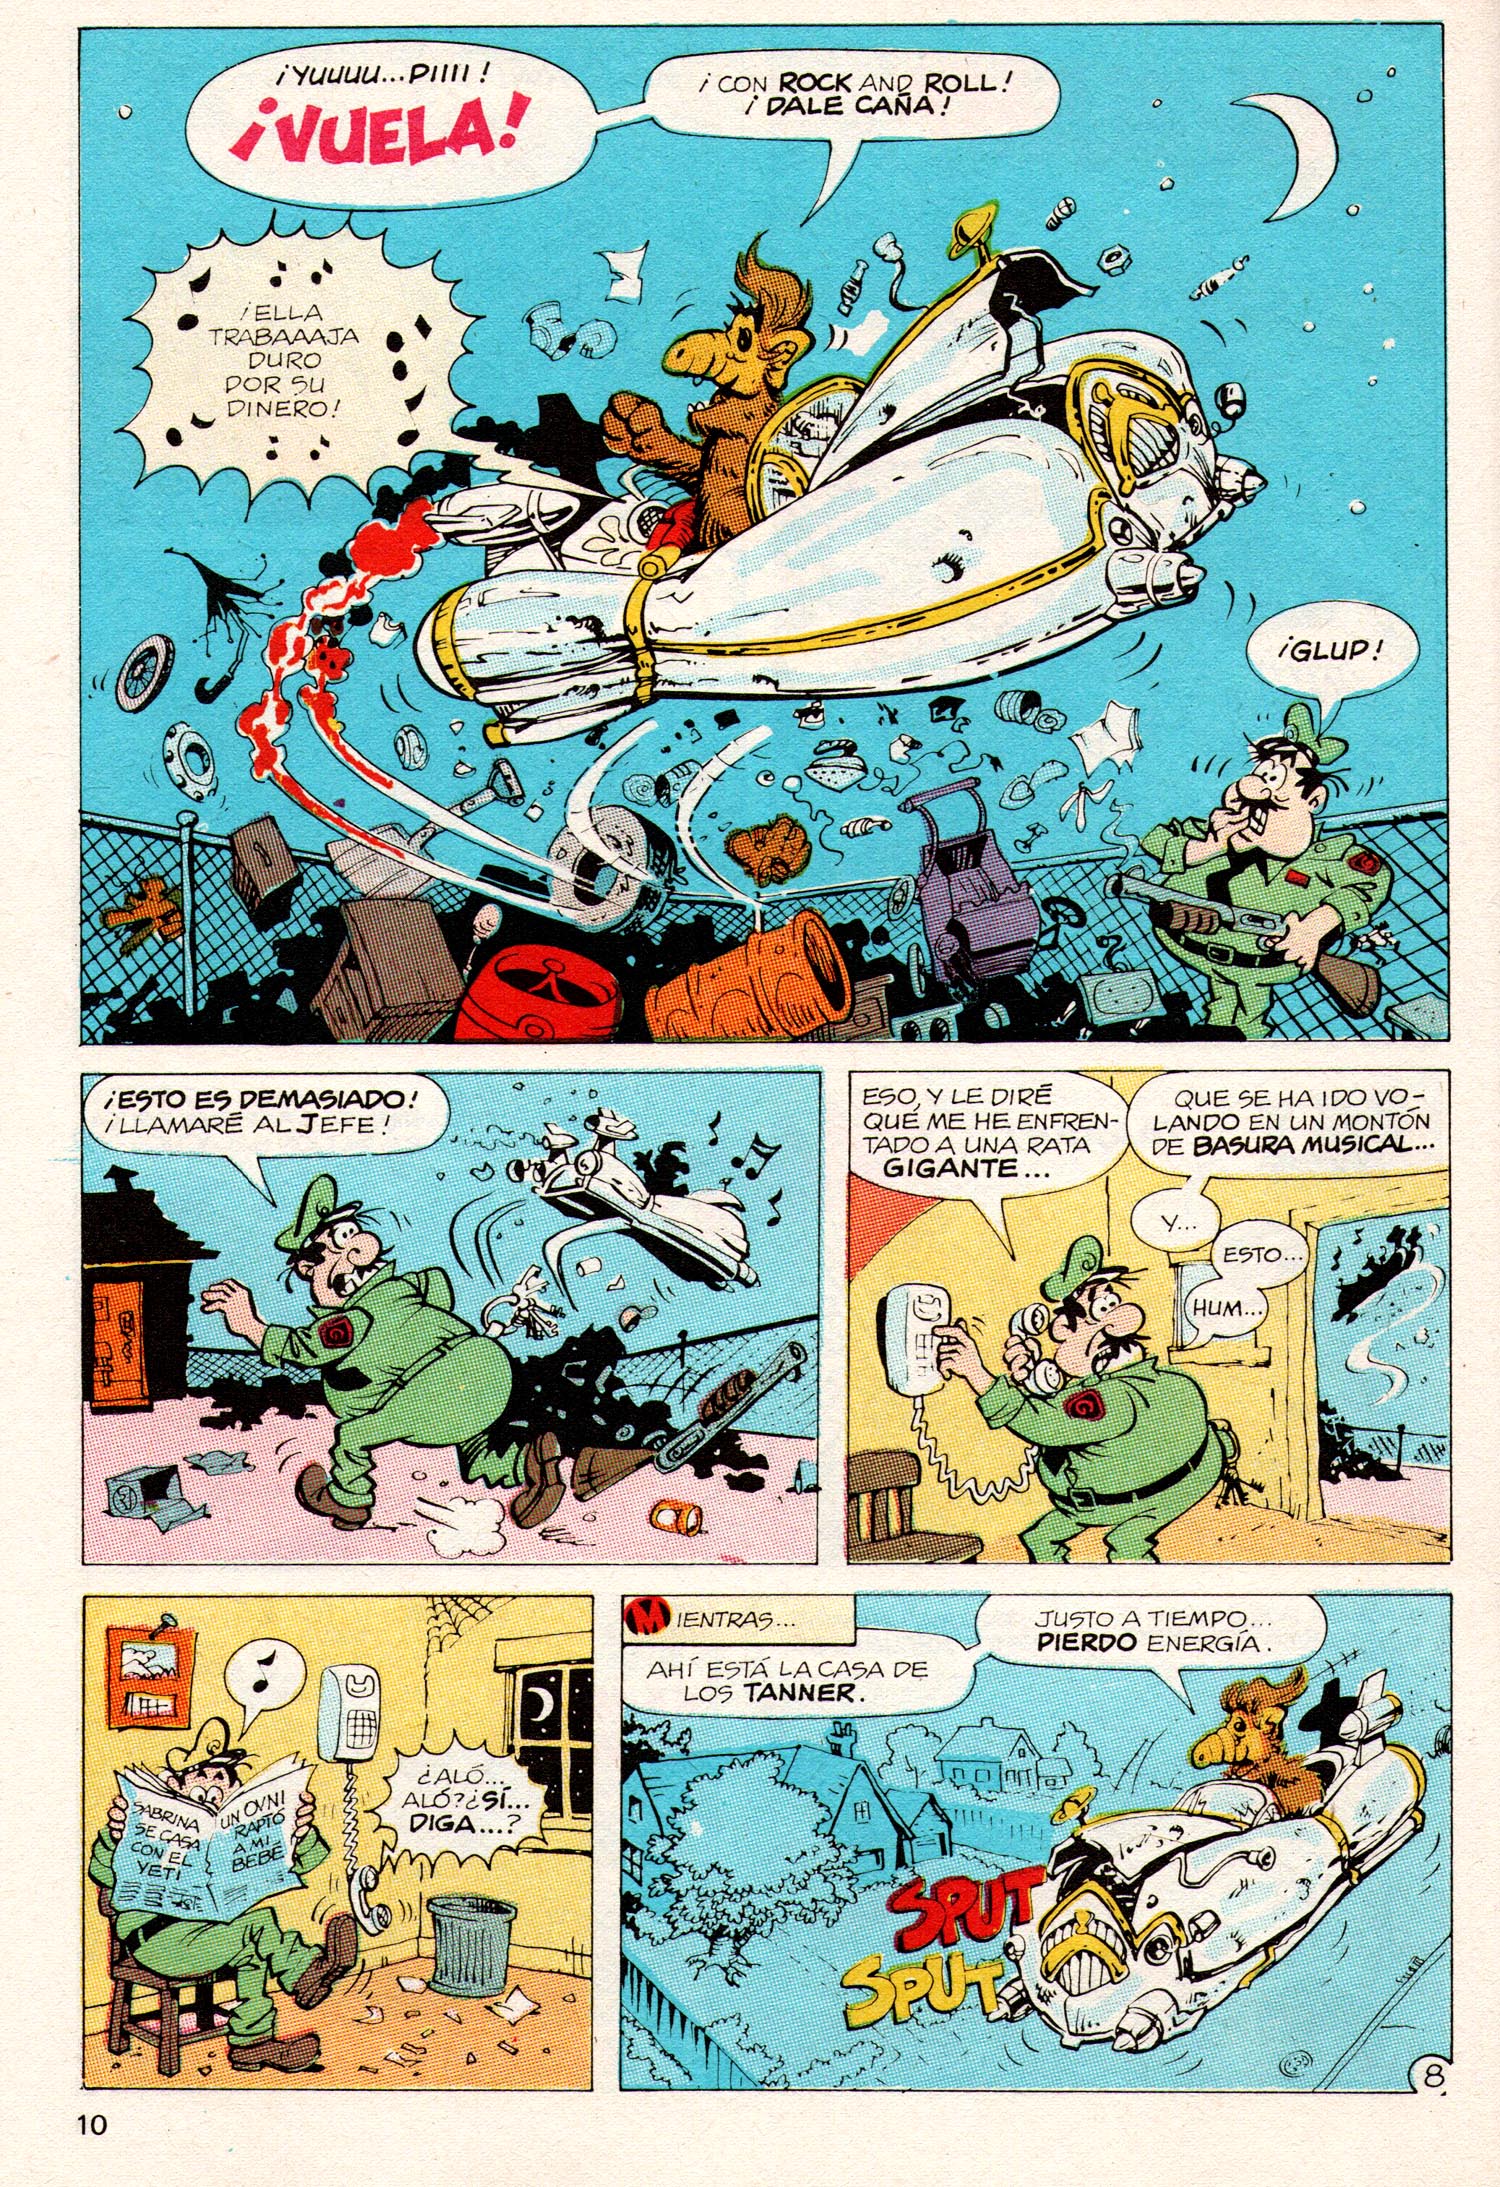 ¡YUUUU...PIIII!
¡VUELA!
¡CON ROCK AND ROLL!
¡DALE CAÑA!
¡ELLA
TRABAAAJA
DURO
POR SU
DINERO!
¡GLUP!
¡ESTO ES DEMASIADO!
¡LLAMARÉ AL JEFE!
ESO, Y LE DIRÉ
QUE ME HE ENFREN-
TADO A UNA RATA
GIGANTE...
QUE SE HA IDO VO-
LANDO EN UN MONTÓN
DE BASURA MUSICAL...
Y...
ESTO...
HUM...
SABRINA
SE CASA
CON EL
YETI
UN OVNI
RAPTÓ
A MI
BEBÉ
¿ALÓ...
ALÓ?¿SÍ...
DIGA...?
MIENTRAS...
AHÍ ESTÁ LA CASA DE
LOS TANNER.
JUSTO A TIEMPO...
PIERDO ENERGÍA.
SPUT
SPUT
8
10